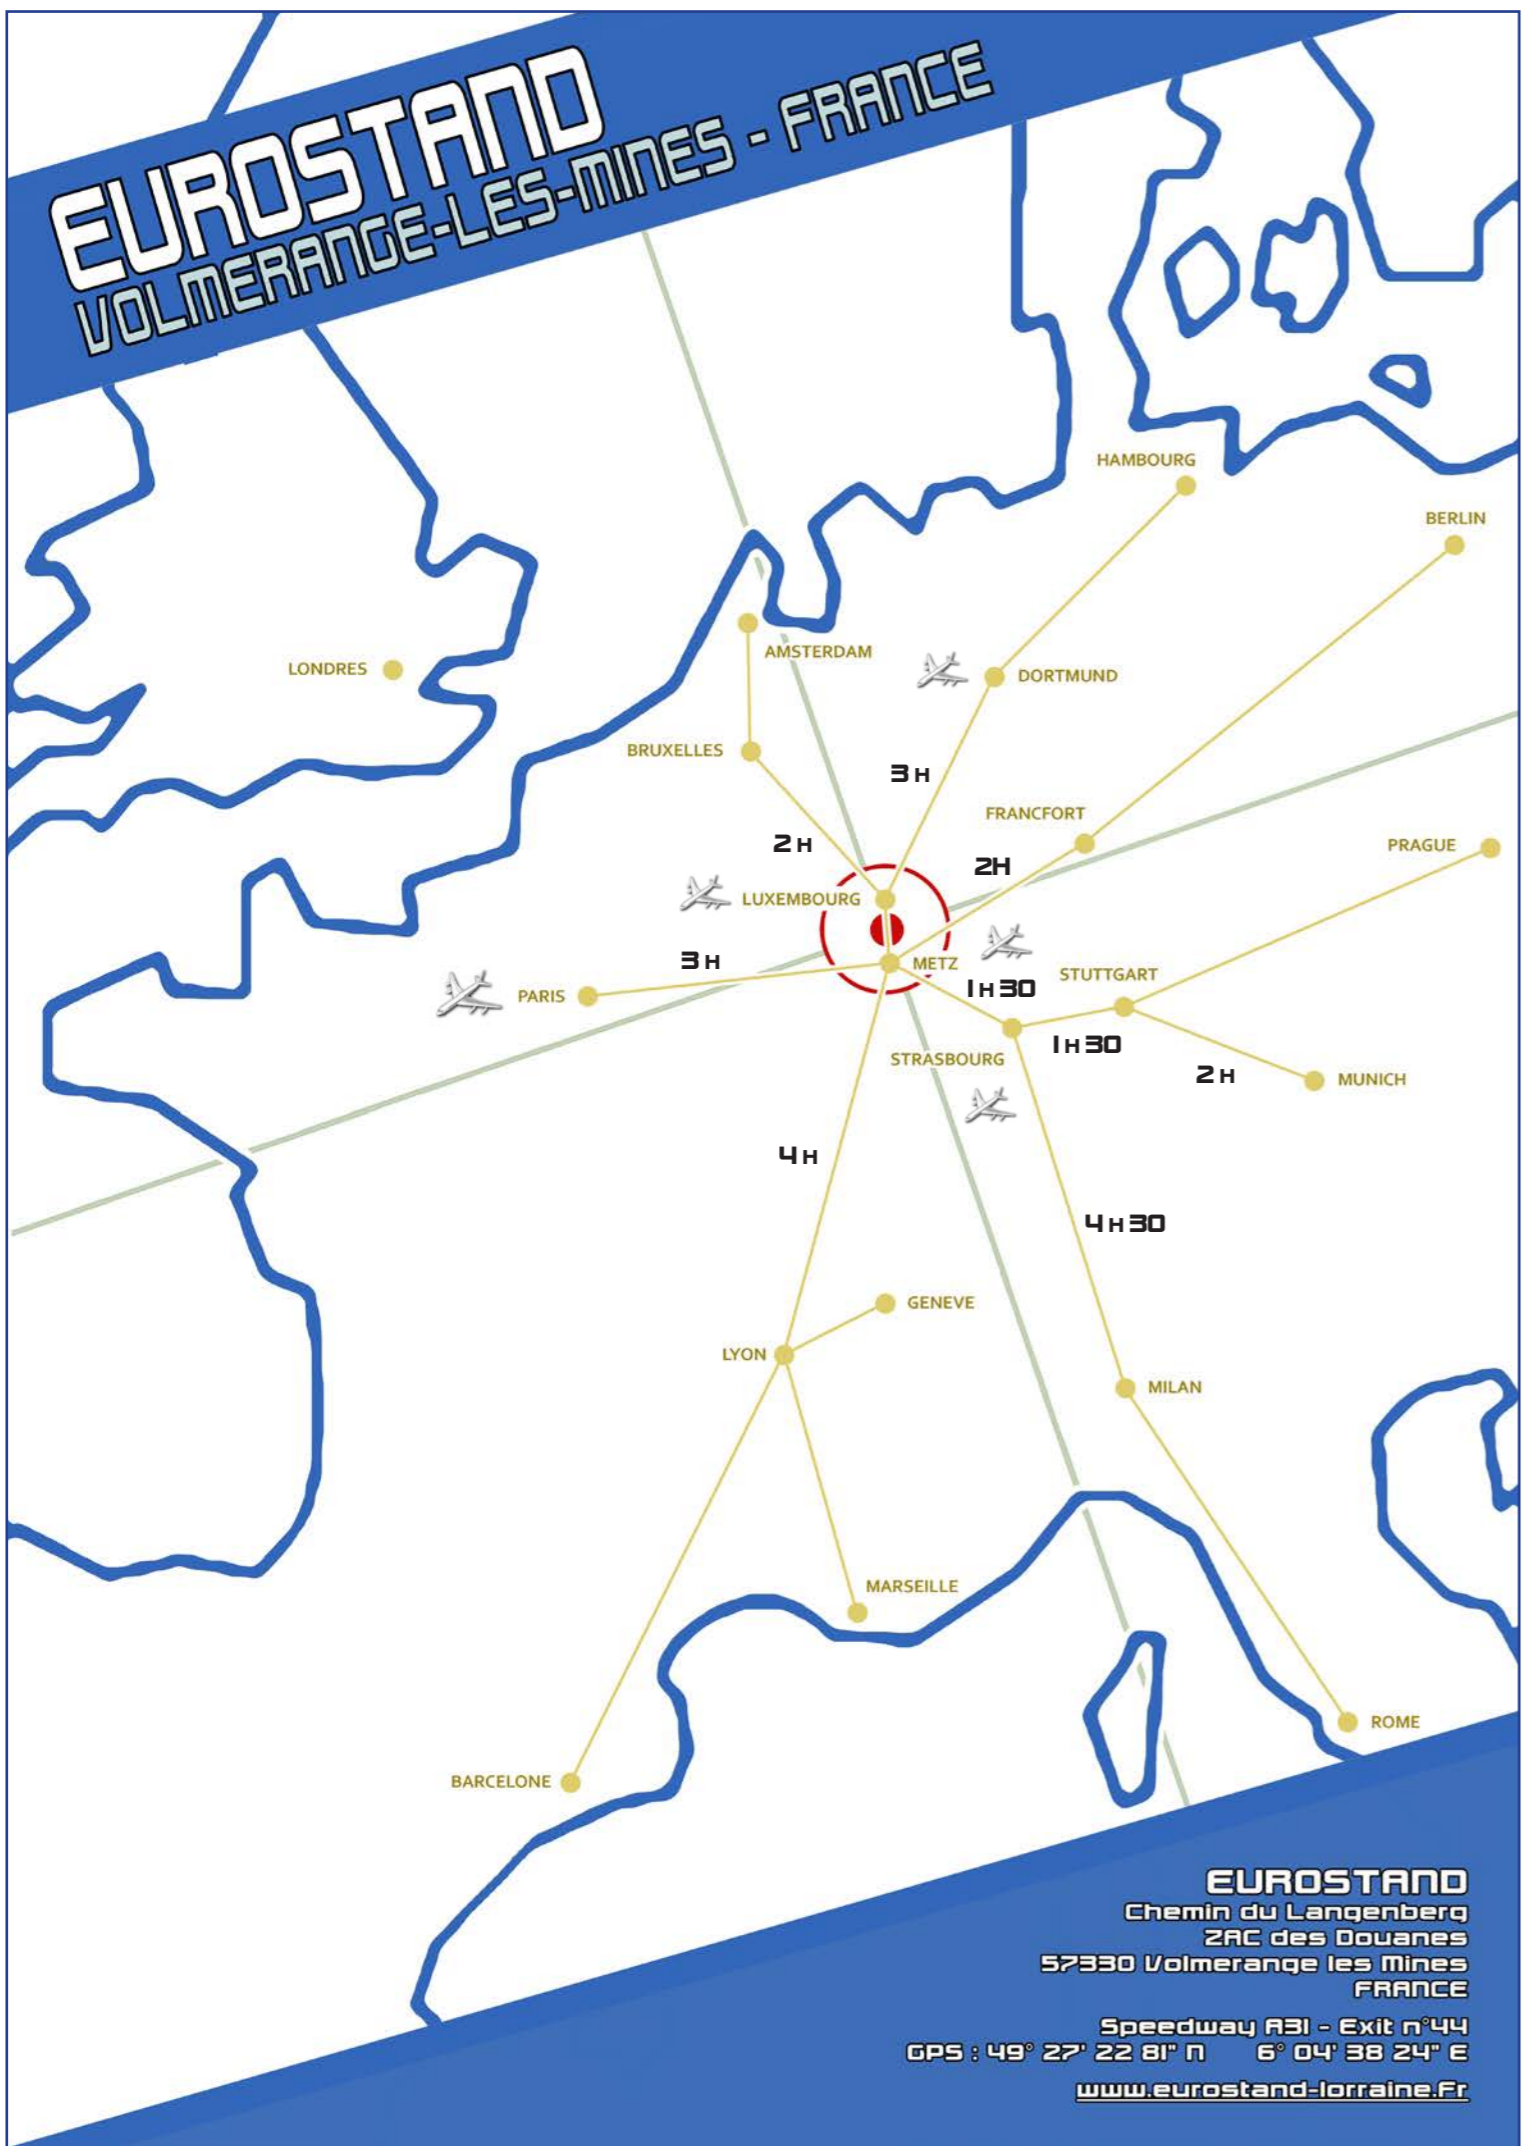 EUROSTAND
VOLMERANGE-LES-MINES - FRANCE
HAMBOURG
BERLIN
LONDRES
AMSTERDAM
DORTMUND
BRUXELLES
3 H
FRANCFORT
2 H
2H
PRAGUE
LUXEMBOURG
3 H
METZ
STUTTGART
1 H 30
PARIS
STRASBOURG
1 H 30
2 H
MUNICH
4 H
4 H 30
GENEVE
LYON
MILAN
MARSEILLE
ROME
BARCELONE
EUROSTAND
Chemin du Langenberg
ZAC des Douanes
57330 Volmerange les Mines
FRANCE
Speedway A31 - Exit n°44
GPS : 49° 27' 22 81" N 6° 04' 38 24" E
www.eurostand-lorraine.Fr